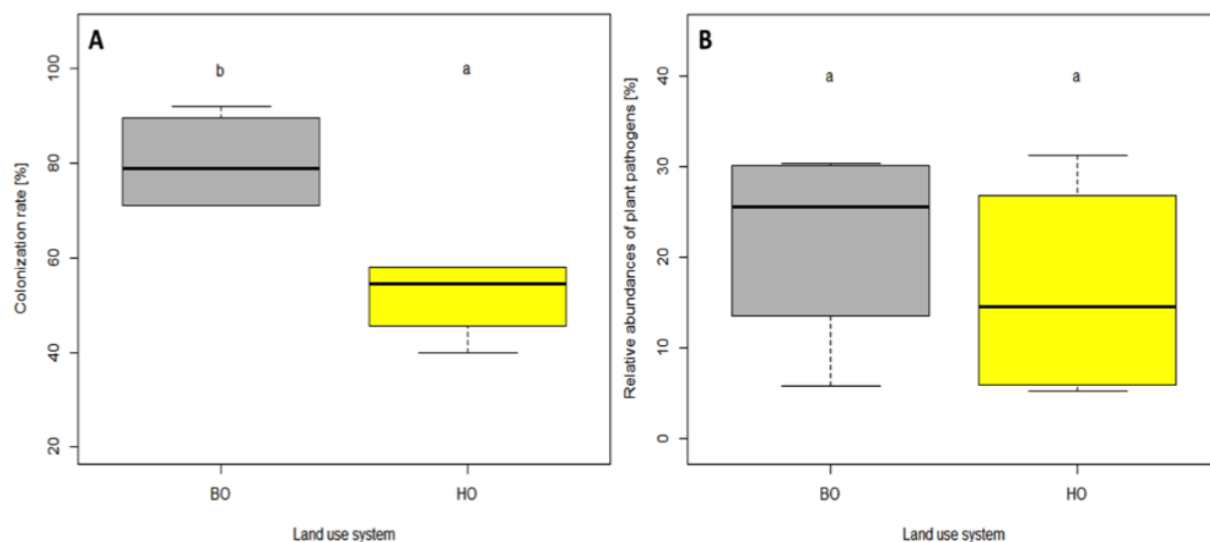 A
b
a
100
80
60
40
20
Colonization rate [%]
BO
HO
Land use system
B
a
a
40
30
20
10
0
Relative abundances of plant pathogens [%]
BO
HO
Land use system